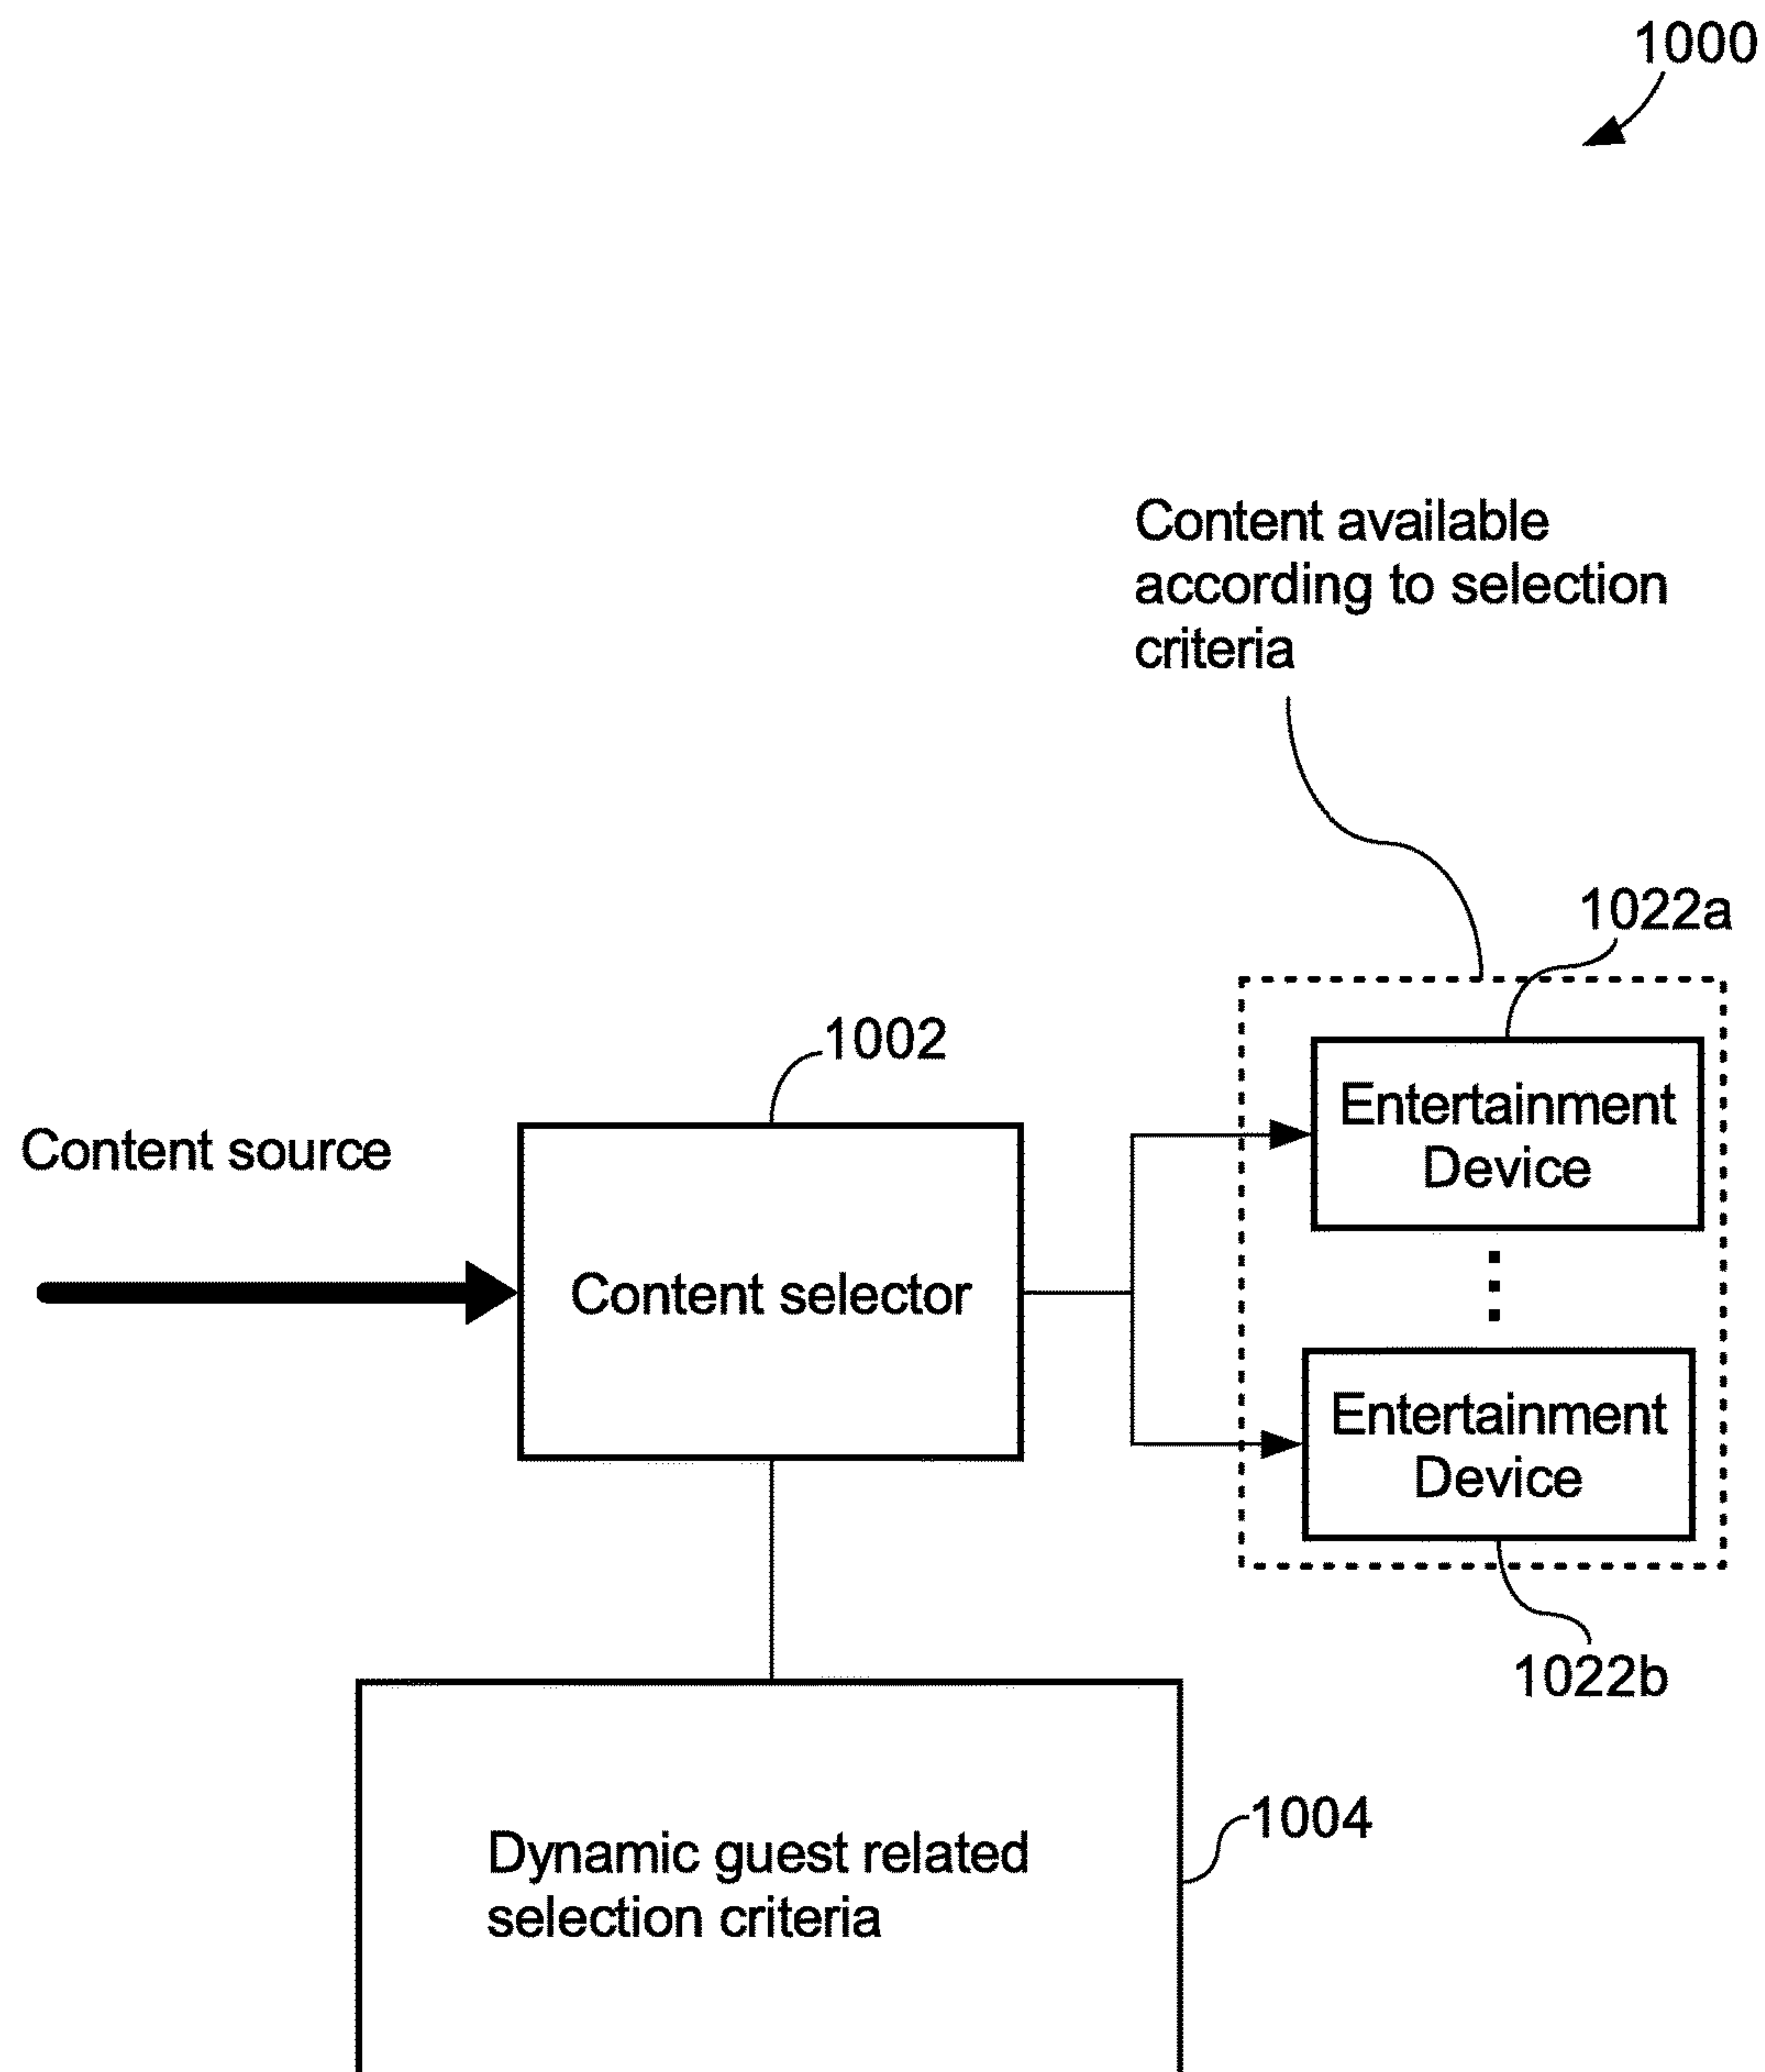 1000
Content available
according to selection
criteria
1022a
1002
Content source
Entertainment
Device
Content selector
Entertainment
Device
1022b
1004
Dynamic guest related
selection criteria